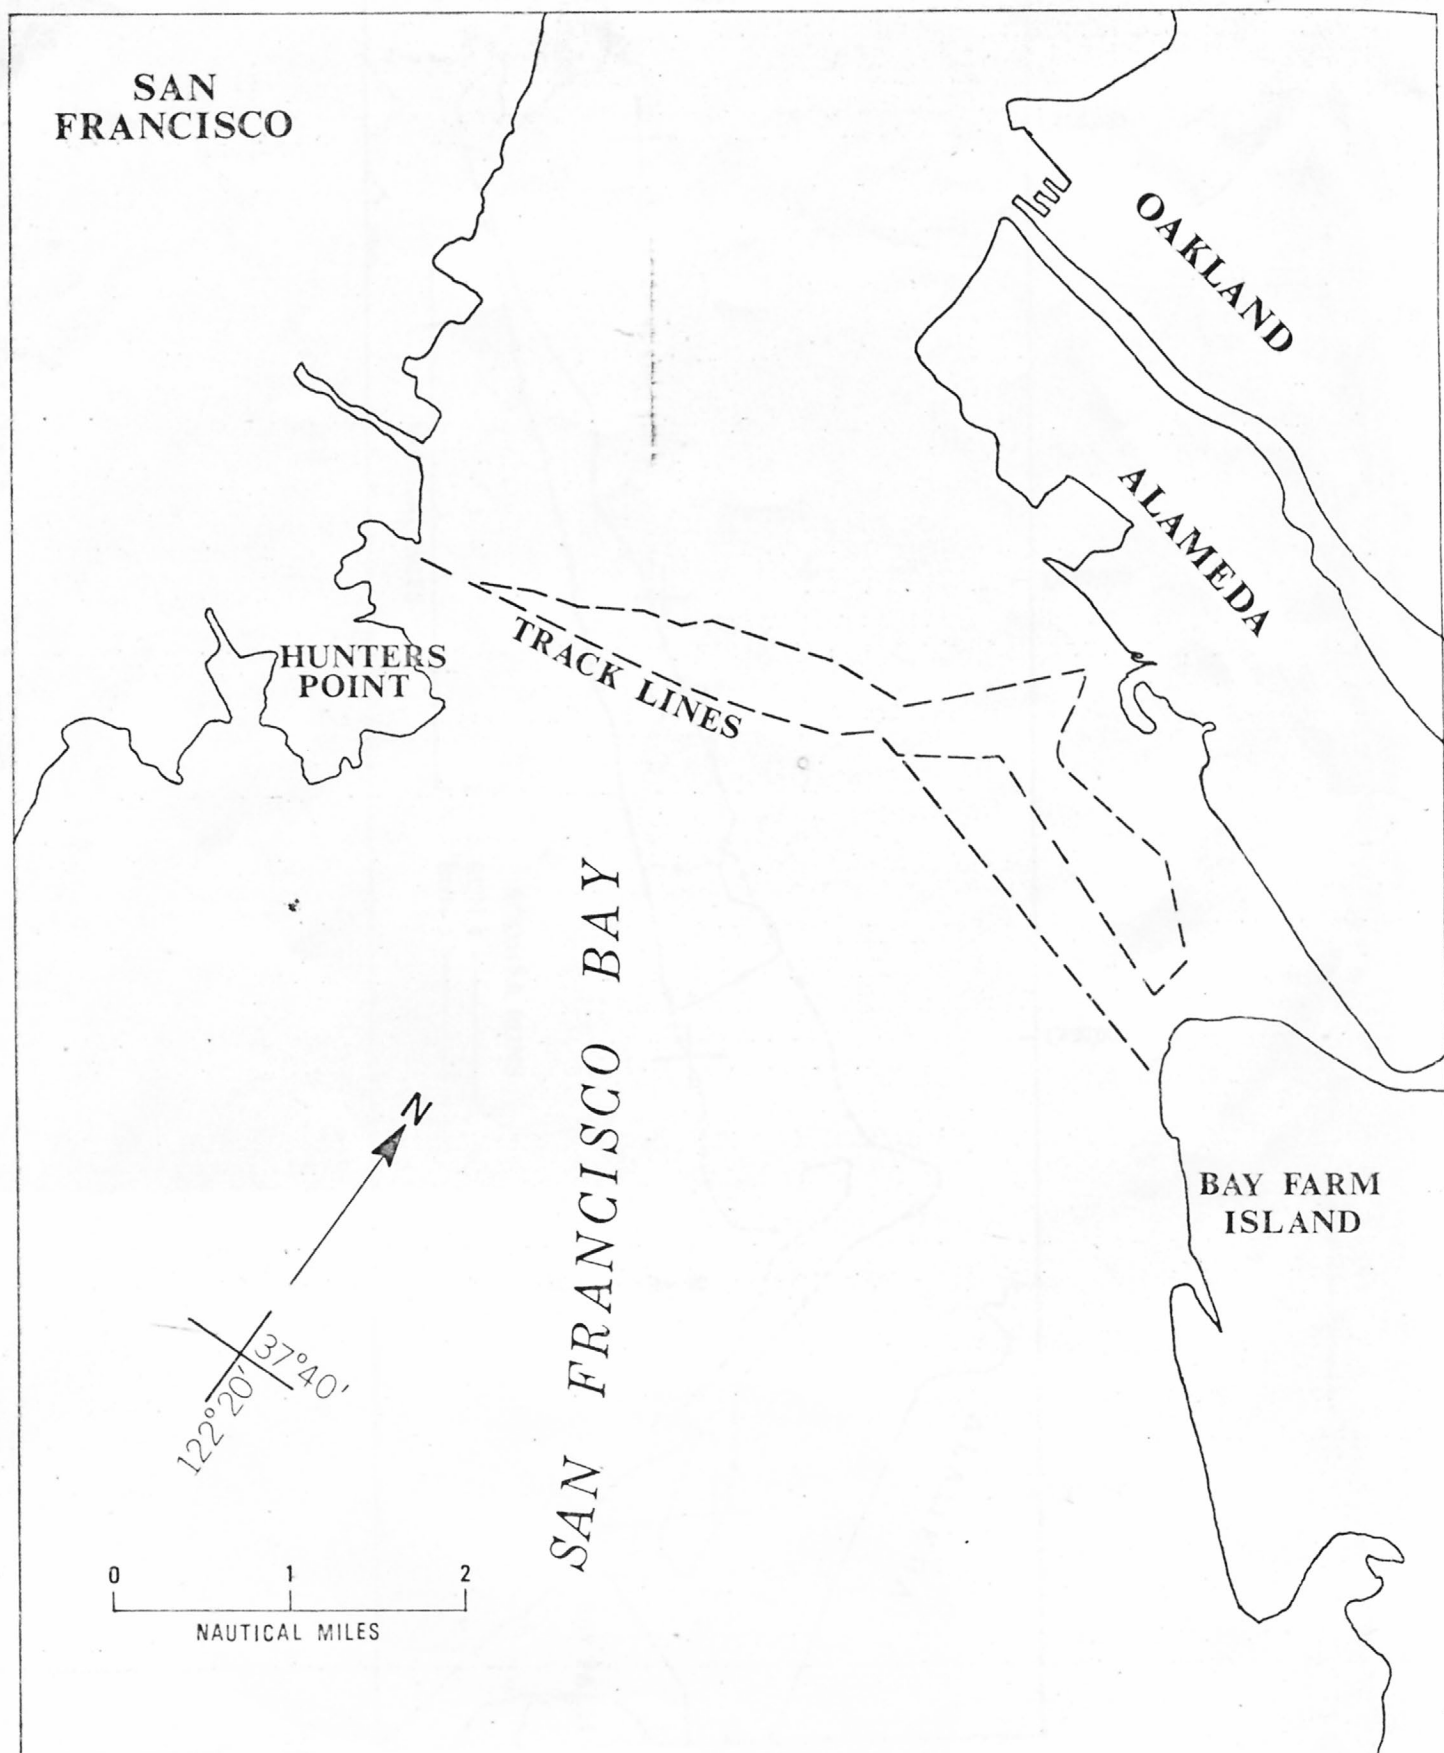 SAN
FRANCISCO
OAKLAND
ALAMEDA
HUNTERS
POINT
TRACK LINES
SAN FRANCISCO BAY
N
BAY FARM
ISLAND
37°40'
122°20'
0 1 2
NAUTICAL MILES